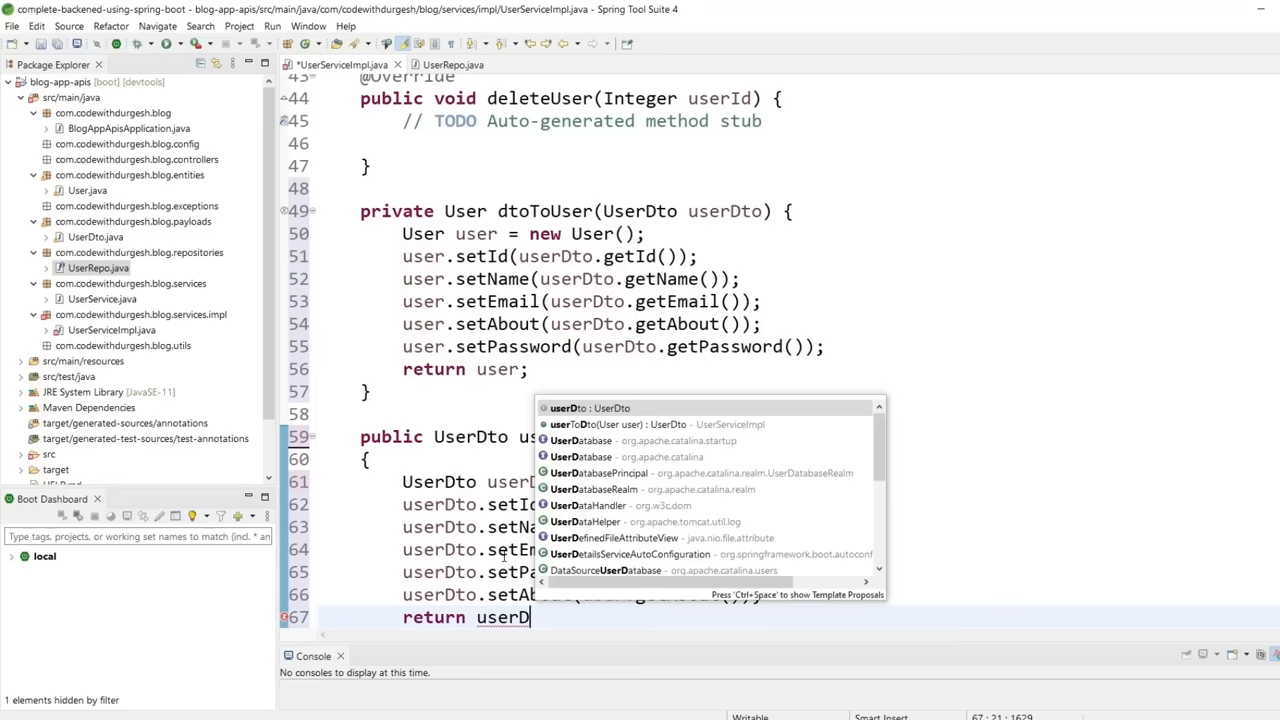 complete-backened-using-spring-boot - blog-app-apis/src/main/java/com/codewithdurgesh/blog/services/impl/UserServiceImpl.java - Spring Tool Suite 4
File Edit Source Refactor Navigate Search Project Run Window Help
Package Explorer
*UserServiceImpl.java UserRepo.java
blog-app-apis [boot] [devtools]
src/main/java
com.codewithdurgesh.blog
BlogAppApisApplication.java
com.codewithdurgesh.blog.config
com.codewithdurgesh.blog.controllers
com.codewithdurgesh.blog.entities
User.java
com.codewithdurgesh.blog.exceptions
com.codewithdurgesh.blog.payloads
UserDto.java
com.codewithdurgesh.blog.repositories
UserRepo.java
com.codewithdurgesh.blog.services
UserService.java
com.codewithdurgesh.blog.services.impl
UserServiceImpl.java
com.codewithdurgesh.blog.utils
src/main/resources
src/test/java
JRE System Library [JavaSE-11]
Maven Dependencies
target/generated-sources/annotations
target/generated-test-sources/test-annotations
src
target
Boot Dashboard
Type tags, projects, or working set names to match (incl. * an
local
1 elements hidden by filter
43 @Override
44 public void deleteUser(Integer userId) {
45 // TODO Auto-generated method stub
46
47 }
48
49 private User dtoToUser(UserDto userDto) {
50 User user = new User();
51 user.setId(userDto.getId());
52 user.setName(userDto.getName());
53 user.setEmail(userDto.getEmail());
54 user.setAbout(userDto.getAbout());
55 user.setPassword(userDto.getPassword());
56 return user;
57 }
58
59 public UserDto us
60 {
61 UserDto userD
62 userDto.setId
63 userDto.setNa
64 userDto.setEm
65 userDto.setPa
66 userDto.setAbout(user.getAbout());
67 return userD
userDto : UserDto
userToDto(User user) : UserDto - UserServiceImpl
UserDatabase - org.apache.catalina.startup
UserDatabase - org.apache.catalina
UserDatabasePrincipal - org.apache.catalina.realm.UserDatabaseRealm
UserDatabaseRealm - org.apache.catalina.realm
UserDataHandler - org.w3c.dom
UserDataHelper - org.apache.tomcat.util.log
UserDefinedFileAttributeView - java.nio.file.attribute
UserDetailsServiceAutoConfiguration - org.springframework.boot.autoconf
DataSourceUserDatabase - org.apache.catalina.users
Press 'Ctrl+Space' to show Template Proposals
Console
No consoles to display at this time.
Writable Smart Insert 67 : 21 : 1629